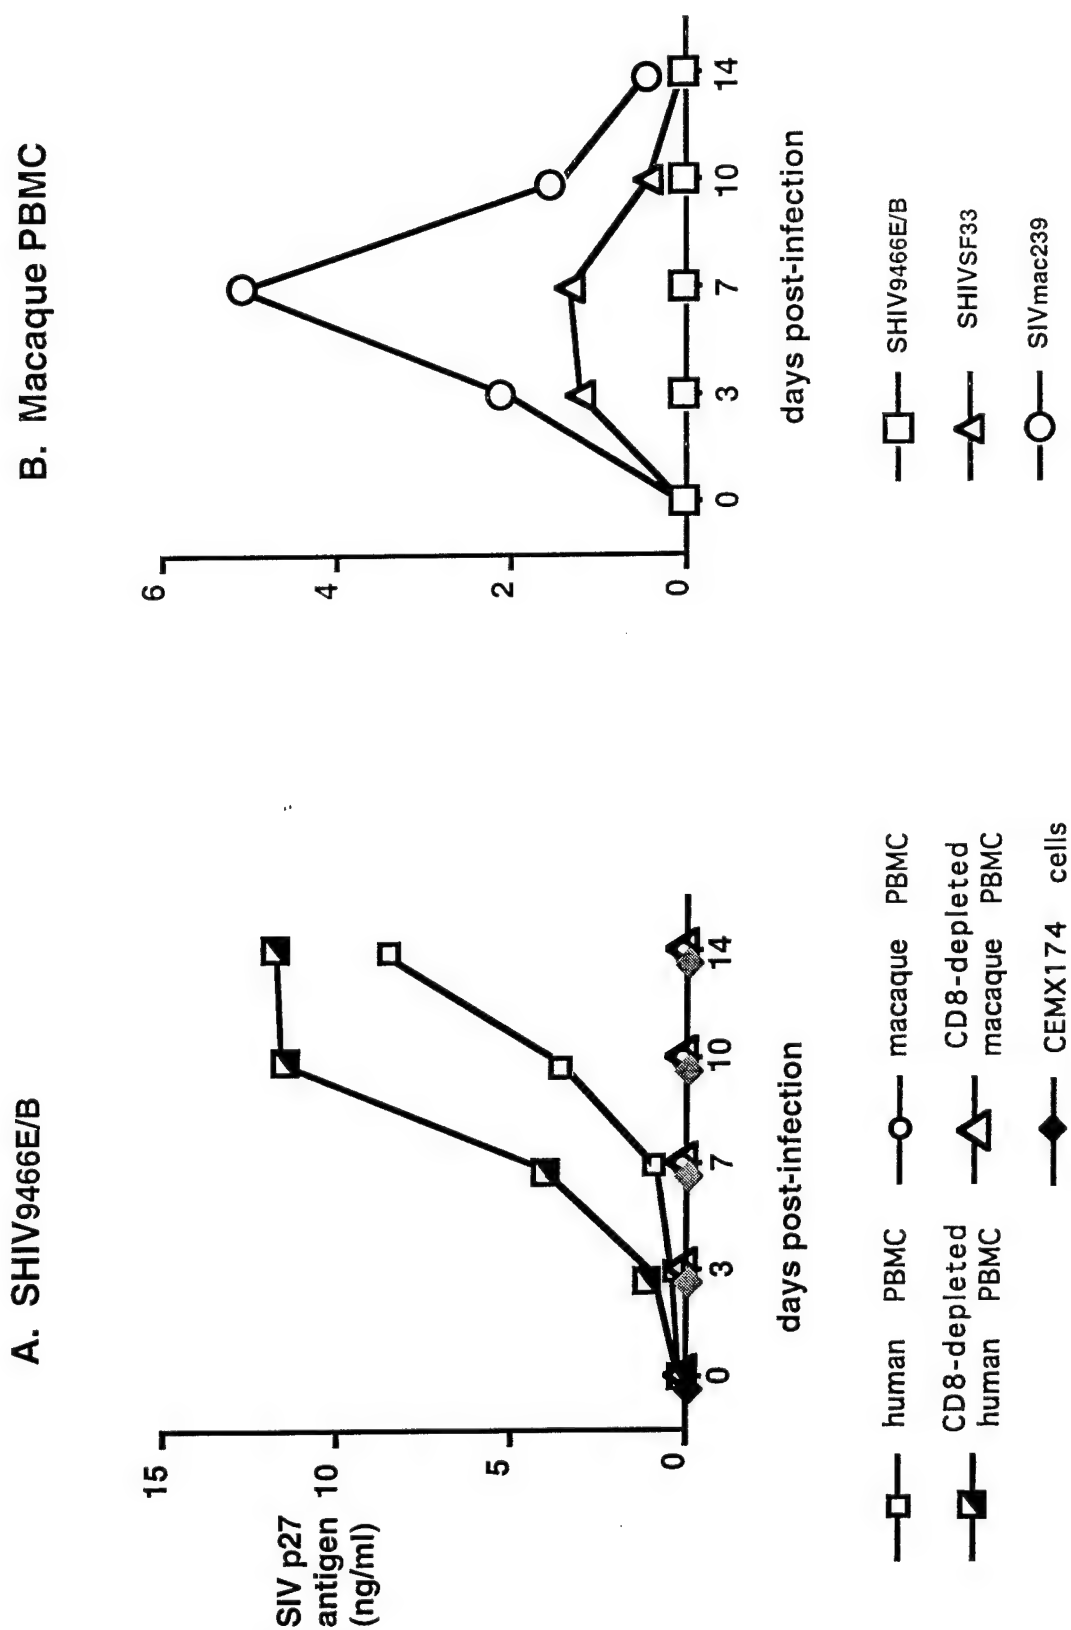 A. SHIV9466E/B
SIV p27
antigen
(ng/ml)
15
10
5
0
0 3 7 10 14
days post-infection
human PBMC
CD8-depleted
human PBMC
macaque PBMC
CD8-depleted
macaque PBMC
CEMX174 cells
B. Macaque PBMC
6
4
2
0
0 3 7 10 14
days post-infection
SHIV9466E/B
SHIVSF33
SIVmac239